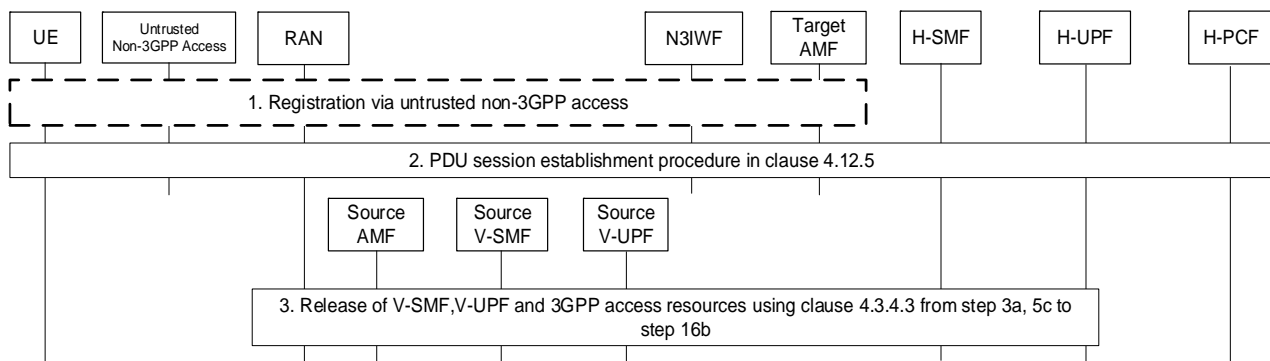 UE
Untrusted
Non-3GPP Access
RAN
N3IWF
Target
AMF
H-SMF
H-UPF
H-PCF
1. Registration via untrusted non-3GPP access
2. PDU session establishment procedure in clause 4.12.5
Source
AMF
Source
V-SMF
Source
V-UPF
3. Release of V-SMF,V-UPF and 3GPP access resources using clause 4.3.4.3 from step 3a, 5c to
step 16b